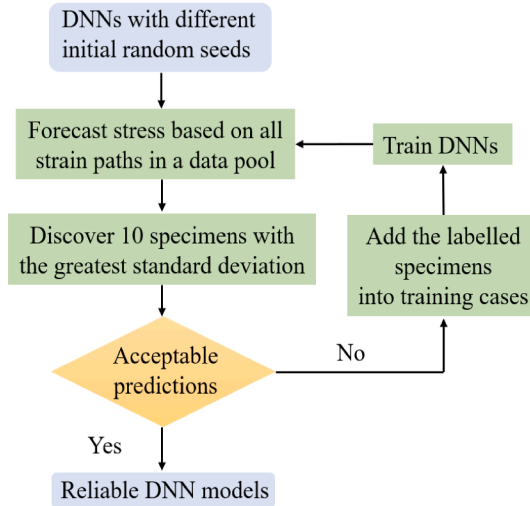 DNNs with different
initial random seeds
Forecast stress based on all
strain paths in a data pool
Train DNNs
Discover 10 specimens with
the greatest standard deviation
Add the labelled
specimens
into training cases
Acceptable
predictions
No
Yes
Reliable DNN models